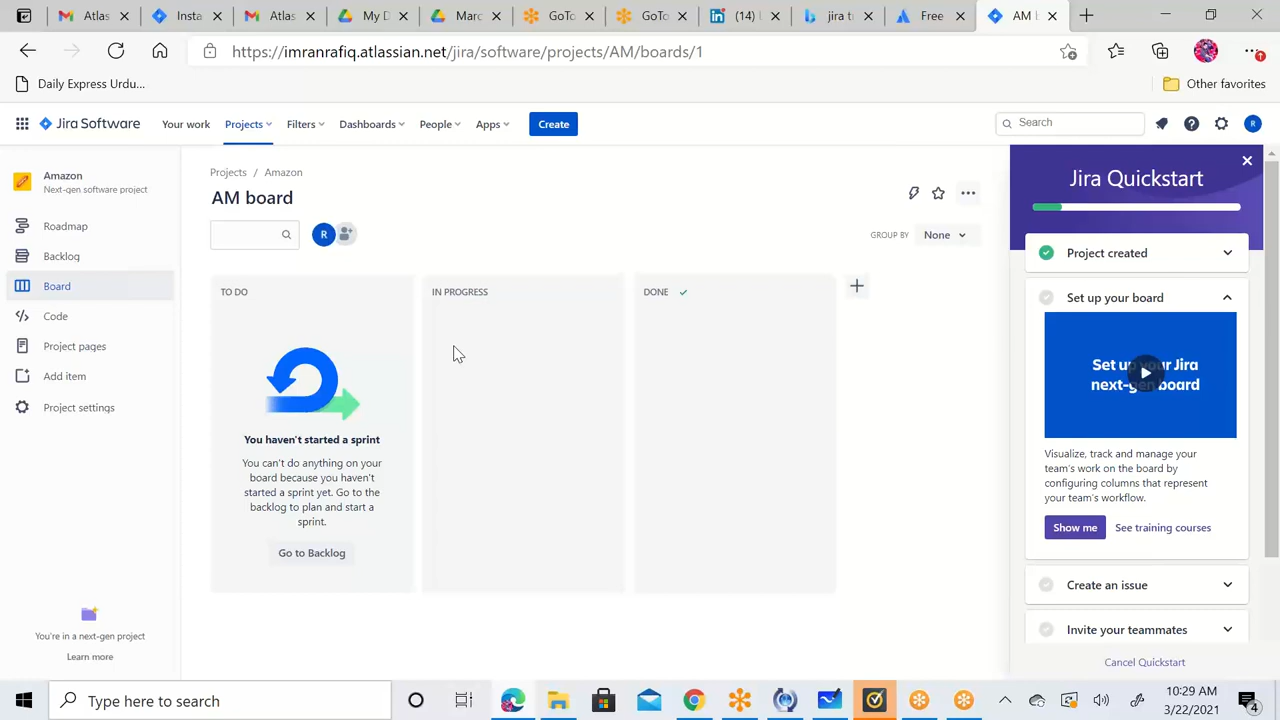 Atlas
Insta
Atlas
My D
Marc
GoTo
GoTo
(14) L
jira te
Free
AM b
https://imranrafiq.atlassian.net/jira/software/projects/AM/boards/1
Daily Express Urdu...
Other favorites
Jira Software
Your work
Projects
Filters
Dashboards
People
Apps
Create
Search
R
Amazon
Next-gen software project
Roadmap
Backlog
Board
Code
Project pages
Add item
Project settings
You're in a next-gen project
Learn more
Projects / Amazon
AM board
R
GROUP BY
None
TO DO
IN PROGRESS
DONE
You haven't started a sprint
You can't do anything on your
board because you haven't
started a sprint yet. Go to the
backlog to plan and start a
sprint.
Go to Backlog
Jira Quickstart
Project created
Set up your board
Set up your Jira
next-gen board
Visualize, track and manage your
team's work on the board by
configuring columns that represent
your team's workflow.
Show me
See training courses
Create an issue
Invite your teammates
Cancel Quickstart
Type here to search
10:29 AM
3/22/2021
4